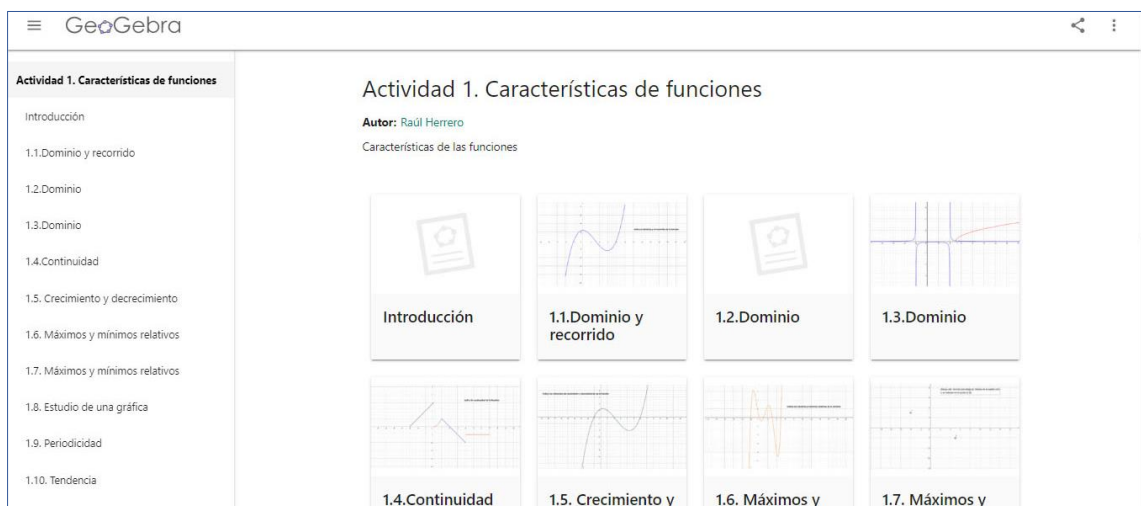 GeoGebra
Actividad 1. Características de funciones
Introducción
1.1.Dominio y recorrido
1.2.Dominio
1.3.Dominio
1.4.Continuidad
1.5. Crecimiento y decrecimiento
1.6. Máximos y mínimos relativos
1.7. Máximos y mínimos relativos
1.8. Estudio de una gráfica
1.9. Periodicidad
1.10. Tendencia
Actividad 1. Características de funciones
Autor: Raúl Herrero
Características de las funciones
Introducción
1.1.Dominio y
recorrido
1.2.Dominio
1.3.Dominio
1.4.Continuidad
1.5. Crecimiento y
1.6. Máximos y
1.7. Máximos y